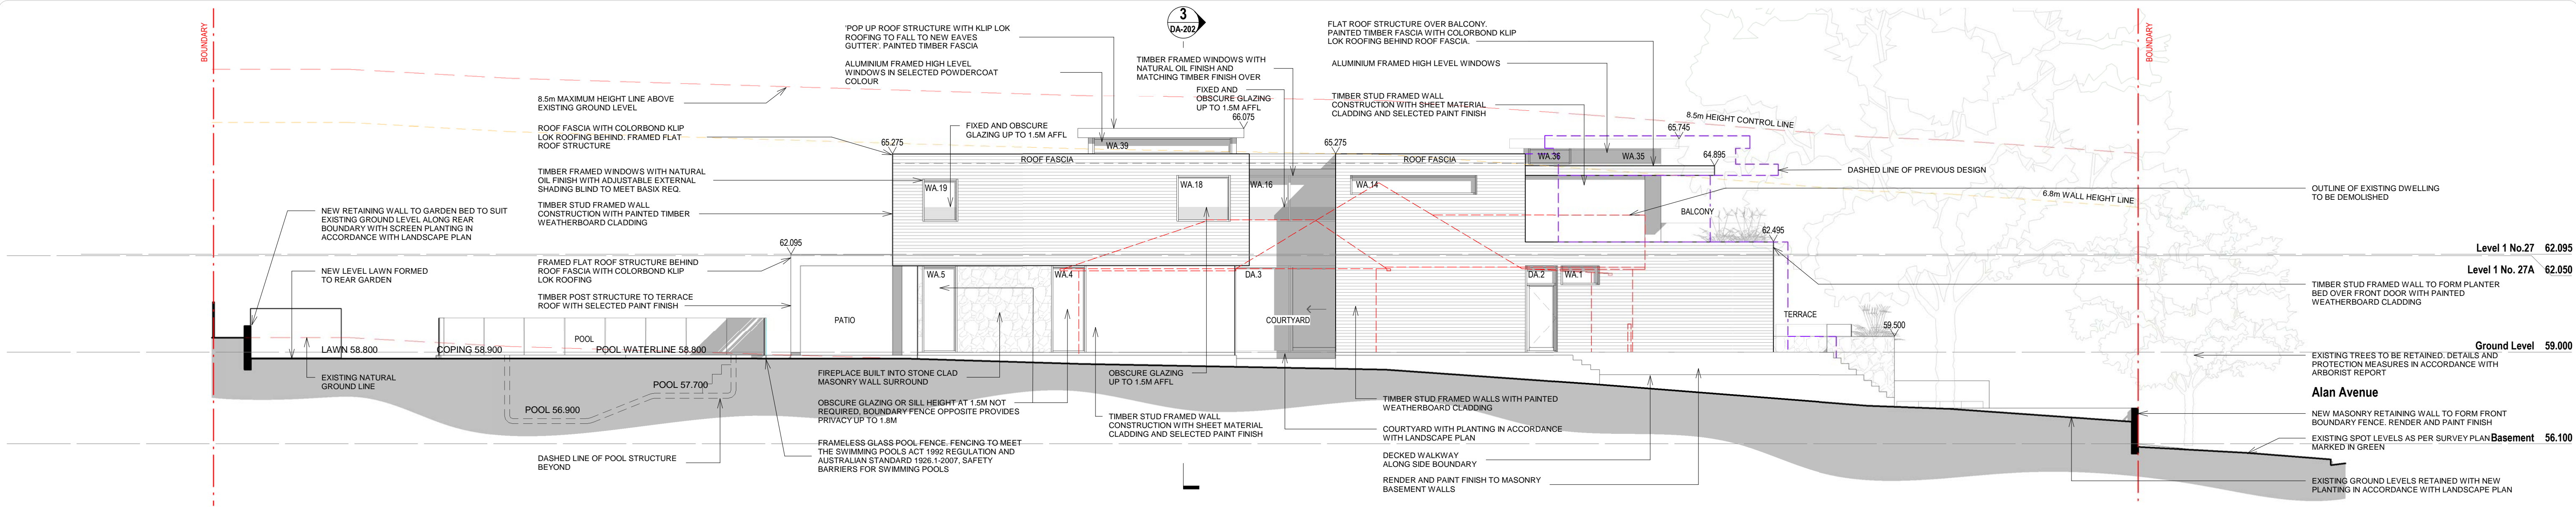 BOUNDARY
3
DA-202
BOUNDARY
'POP UP ROOF STRUCTURE WITH KLIP LOK
ROOFING TO FALL TO NEW EAVES
GUTTER'. PAINTED TIMBER FASCIA
ALUMINIUM FRAMED HIGH LEVEL
WINDOWS IN SELECTED POWDERCOAT
COLOUR
TIMBER FRAMED WINDOWS WITH
NATURAL OIL FINISH AND
MATCHING TIMBER FINISH OVER
FIXED AND
OBSCURE GLAZING
UP TO 1.5M AFFL
66.075
FLAT ROOF STRUCTURE OVER BALCONY.
PAINTED TIMBER FASCIA WITH COLORBOND KLIP
LOK ROOFING BEHIND ROOF FASCIA.
ALUMINIUM FRAMED HIGH LEVEL WINDOWS
TIMBER STUD FRAMED WALL
CONSTRUCTION WITH SHEET MATERIAL
CLADDING AND SELECTED PAINT FINISH
8.5m MAXIMUM HEIGHT LINE ABOVE
EXISTING GROUND LEVEL
ROOF FASCIA WITH COLORBOND KLIP
LOK ROOFING BEHIND. FRAMED FLAT
ROOF STRUCTURE
FIXED AND OBSCURE
GLAZING UP TO 1.5M AFFL
65.275
65.275
65.745
8.5m HEIGHT CONTROL LINE
64.895
WA.39
ROOF FASCIA
ROOF FASCIA
WA.36
WA.35
DASHED LINE OF PREVIOUS DESIGN
TIMBER FRAMED WINDOWS WITH NATURAL
OIL FINISH WITH ADJUSTABLE EXTERNAL
SHADING BLIND TO MEET BASIX REQ.
WA.19
WA.18
WA.16
WA.14
6.8m WALL HEIGHT LINE
OUTLINE OF EXISTING DWELLING
TO BE DEMOLISHED
TIMBER STUD FRAMED WALL
CONSTRUCTION WITH PAINTED TIMBER
WEATHERBOARD CLADDING
NEW RETAINING WALL TO GARDEN BED TO SUIT
EXISTING GROUND LEVEL ALONG REAR
BOUNDARY WITH SCREEN PLANTING IN
ACCORDANCE WITH LANDSCAPE PLAN
BALCONY
62.095
62.495
Level 1 No.27 62.095
Level 1 No. 27A 62.050
FRAMED FLAT ROOF STRUCTURE BEHIND
ROOF FASCIA WITH COLORBOND KLIP
LOK ROOFING
NEW LEVEL LAWN FORMED
TO REAR GARDEN
WA.5
WA.4
DA.3
DA.2
WA.1
TIMBER STUD FRAMED WALL TO FORM PLANTER
BED OVER FRONT DOOR WITH PAINTED
WEATHERBOARD CLADDING
TIMBER POST STRUCTURE TO TERRACE
ROOF WITH SELECTED PAINT FINISH
PATIO
COURTYARD
TERRACE
59.500
POOL
LAWN 58.800
COPING 58.900
POOL WATERLINE 58.800
Ground Level 59.000
EXISTING TREES TO BE RETAINED. DETAILS AND
PROTECTION MEASURES IN ACCORDANCE WITH
ARBORIST REPORT
EXISTING NATURAL
GROUND LINE
POOL 57.700
POOL 56.900
FIREPLACE BUILT INTO STONE CLAD
MASONRY WALL SURROUND
OBSCURE GLAZING
UP TO 1.5M AFFL
OBSCURE GLAZING OR SILL HEIGHT AT 1.5M NOT
REQUIRED, BOUNDARY FENCE OPPOSITE PROVIDES
PRIVACY UP TO 1.8M
TIMBER STUD FRAMED WALL
CONSTRUCTION WITH SHEET MATERIAL
CLADDING AND SELECTED PAINT FINISH
TIMBER STUD FRAMED WALLS WITH PAINTED
WEATHERBOARD CLADDING
COURTYARD WITH PLANTING IN ACCORDANCE
WITH LANDSCAPE PLAN
Alan Avenue
NEW MASONRY RETAINING WALL TO FORM FRONT
BOUNDARY FENCE. RENDER AND PAINT FINISH
EXISTING SPOT LEVELS AS PER SURVEY PLAN
MARKED IN GREEN
Basement 56.100
FRAMELESS GLASS POOL FENCE. FENCING TO MEET
THE SWIMMING POOLS ACT 1992 REGULATION AND
AUSTRALIAN STANDARD 1926.1-2007, SAFETY
BARRIERS FOR SWIMMING POOLS
DASHED LINE OF POOL STRUCTURE
BEYOND
DECKED WALKWAY
ALONG SIDE BOUNDARY
RENDER AND PAINT FINISH TO MASONRY
BASEMENT WALLS
EXISTING GROUND LEVELS RETAINED WITH NEW
PLANTING IN ACCORDANCE WITH LANDSCAPE PLAN